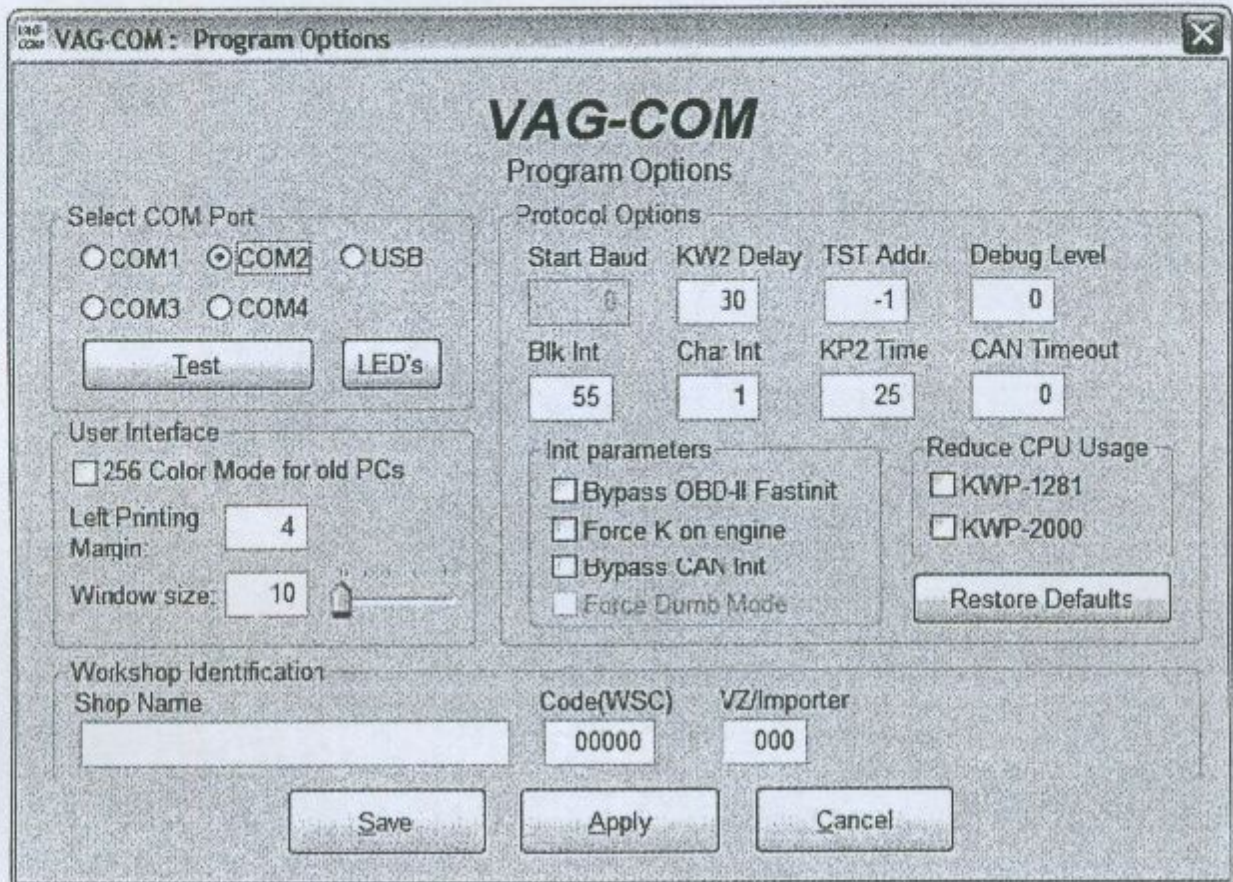 VAG-COM
VAG-COM : Program Options
VAG-COM
Program Options
Select COM Port
COM1 COM2 USB
COM3 COM4
Test LED's
User Interface
256 Color Mode for old PCs
Left Printing
Margin: 4
Window size: 10
Protocol Options
Start Baud KW2 Delay TST Addr. Debug Level
0 30 -1 0
Blk Int Char Int KP2 Time CAN Timeout
55 1 25 0
Init parameters
Bypass OBD-II Fastinit
Force K on engine
Bypass CAN Init
Force Dumb Mode
Reduce CPU Usage
KWP-1281
KWP-2000
Restore Defaults
Workshop Identification
Shop Name Code(WSC) VZ/Importer
00000 000
Save Apply Cancel